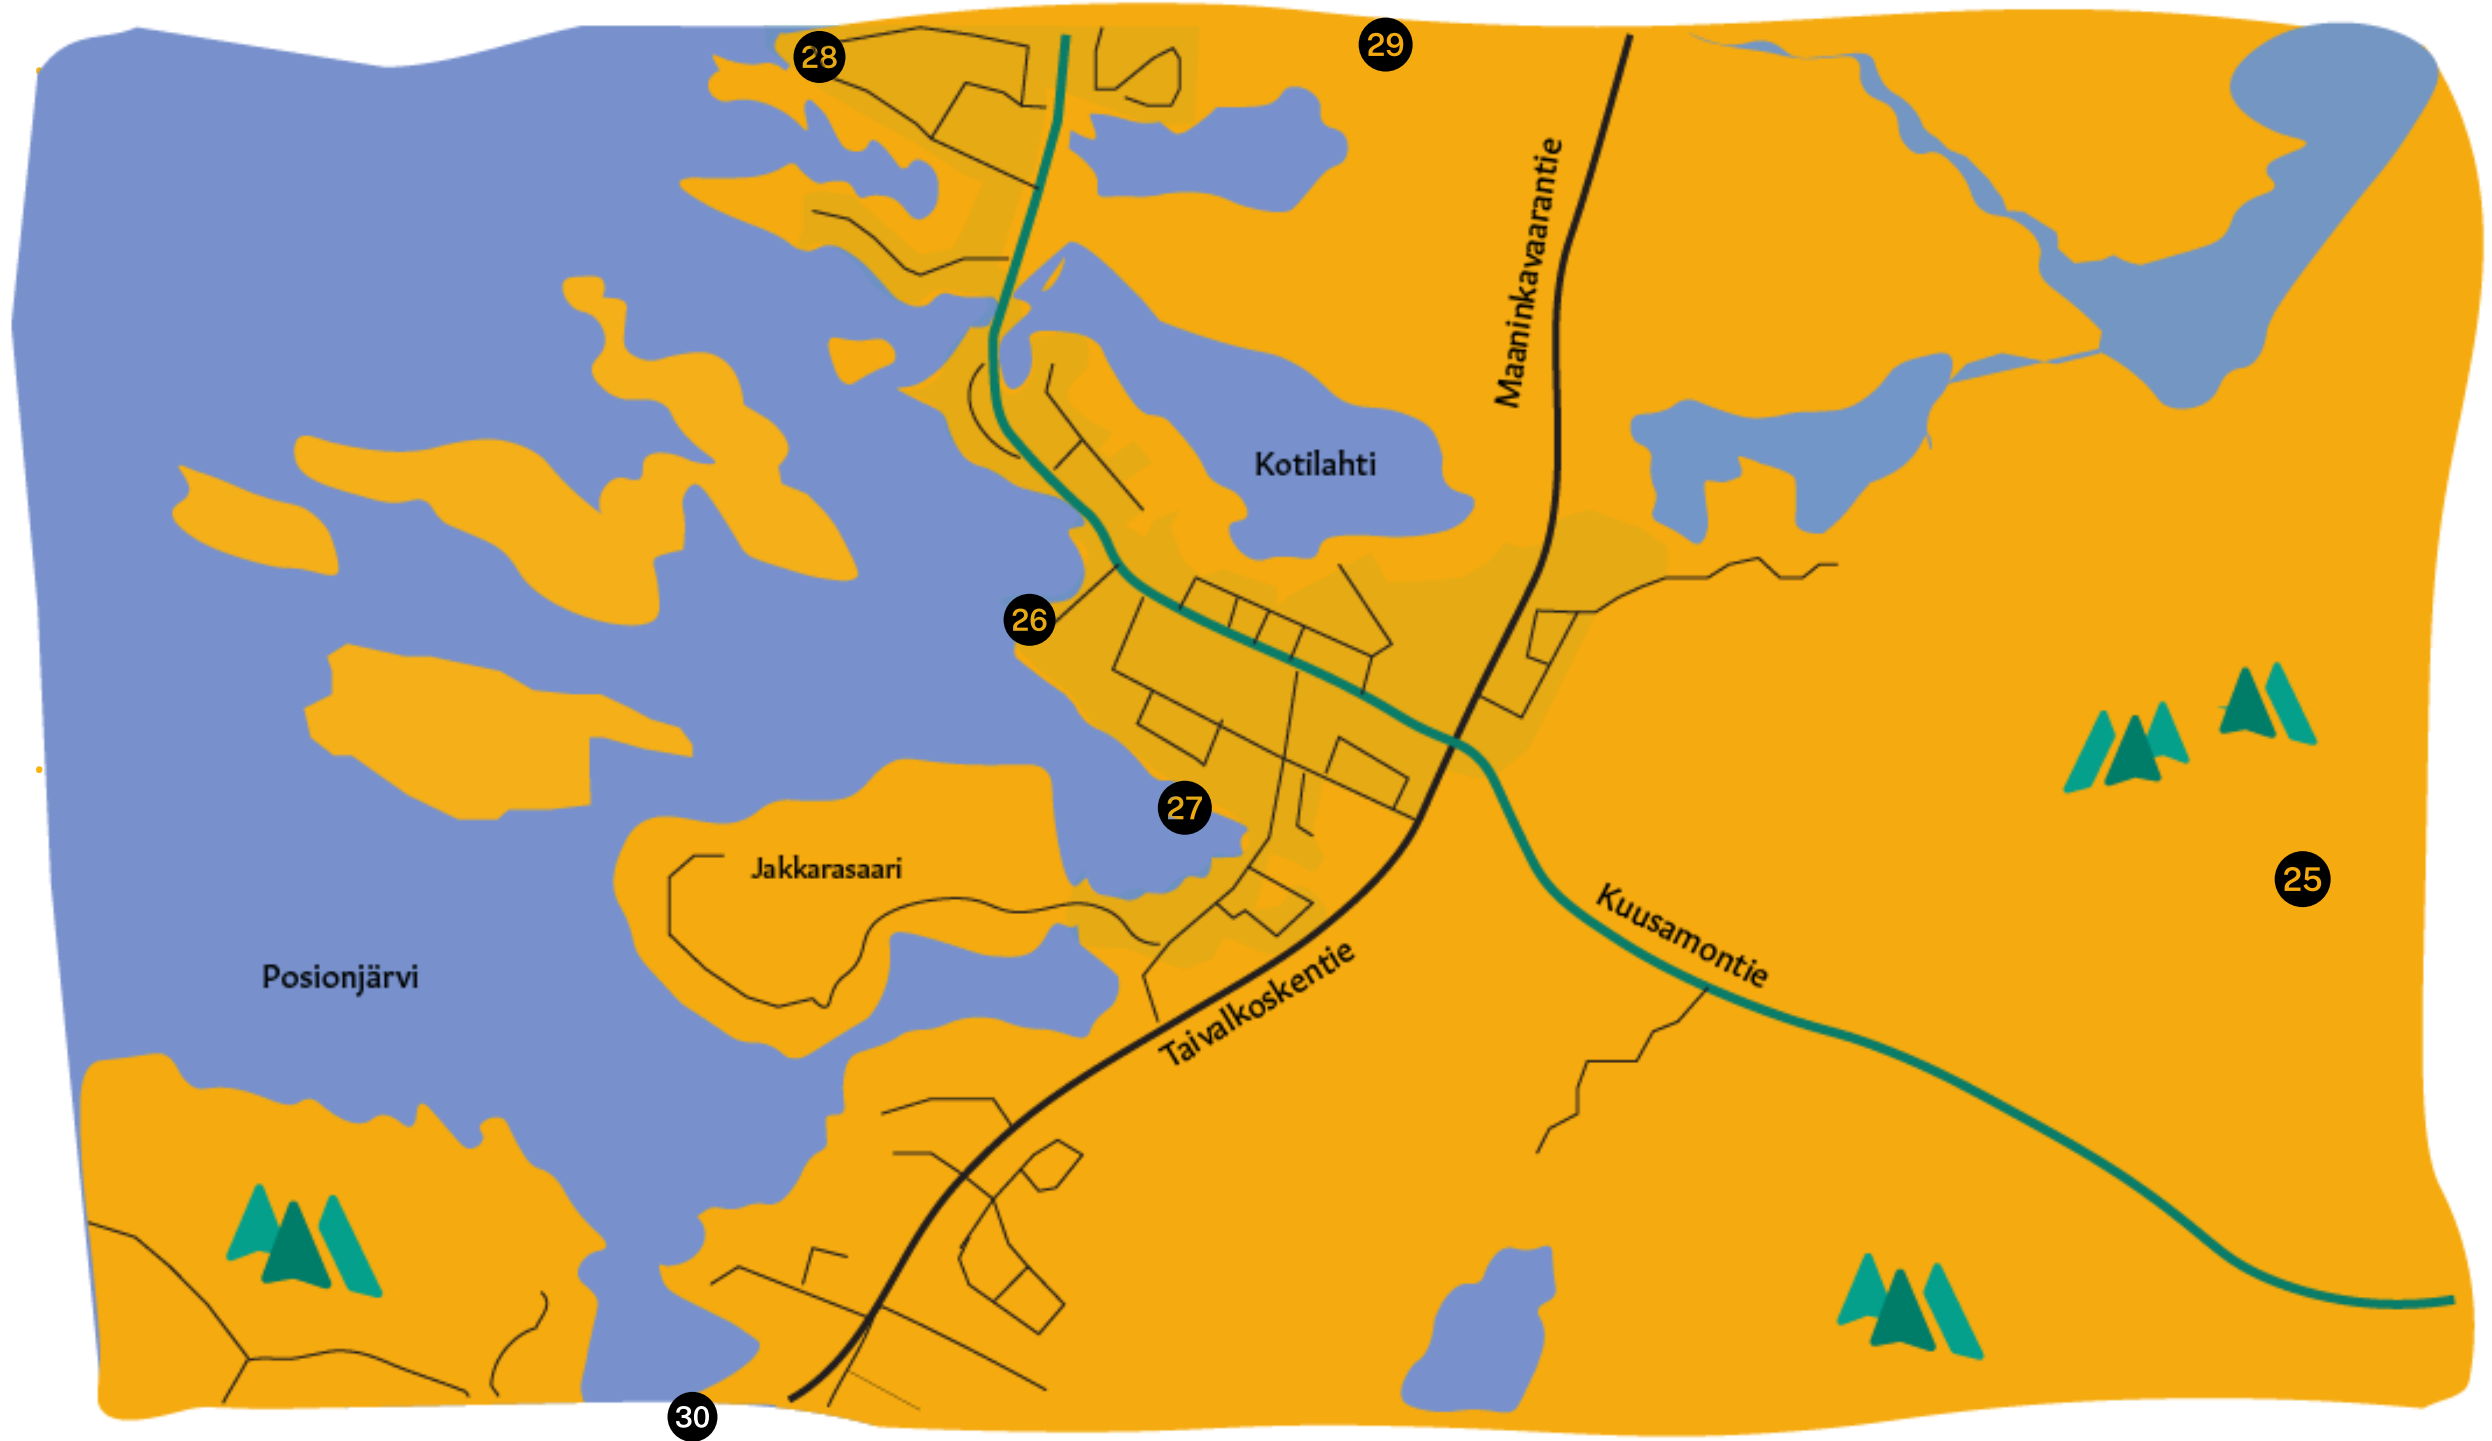 28
29
Maaninkavaarantie
Kotilahti
26
27
Jakkarasaari
25
Kuusamontie
Posionjärvi
Taivalkoskentie
30